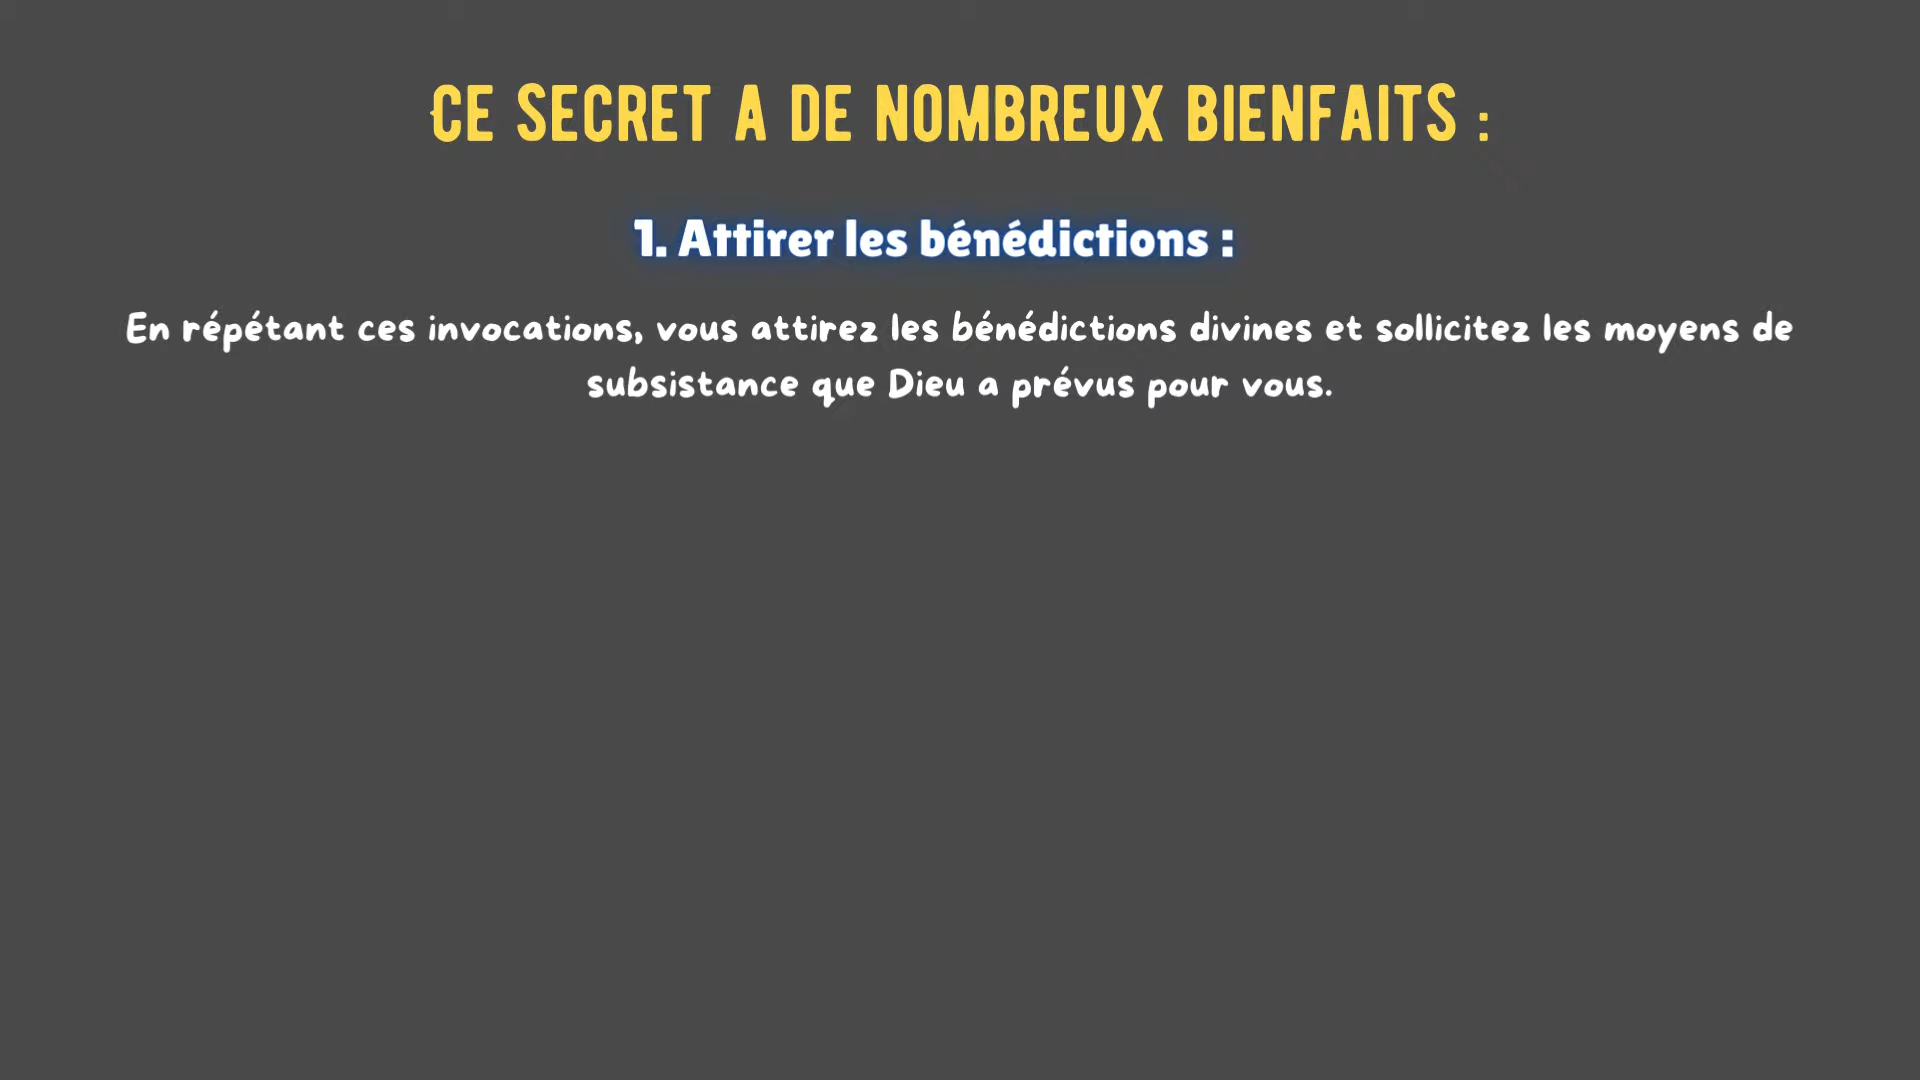 CE SECRET A DE NOMBREUX BIENFAITS :
1. Attirer les bénédictions :
En répétant ces invocations, vous attirez les bénédictions divines et sollicitez les moyens de
subsistance que Dieu a prévus pour vous.